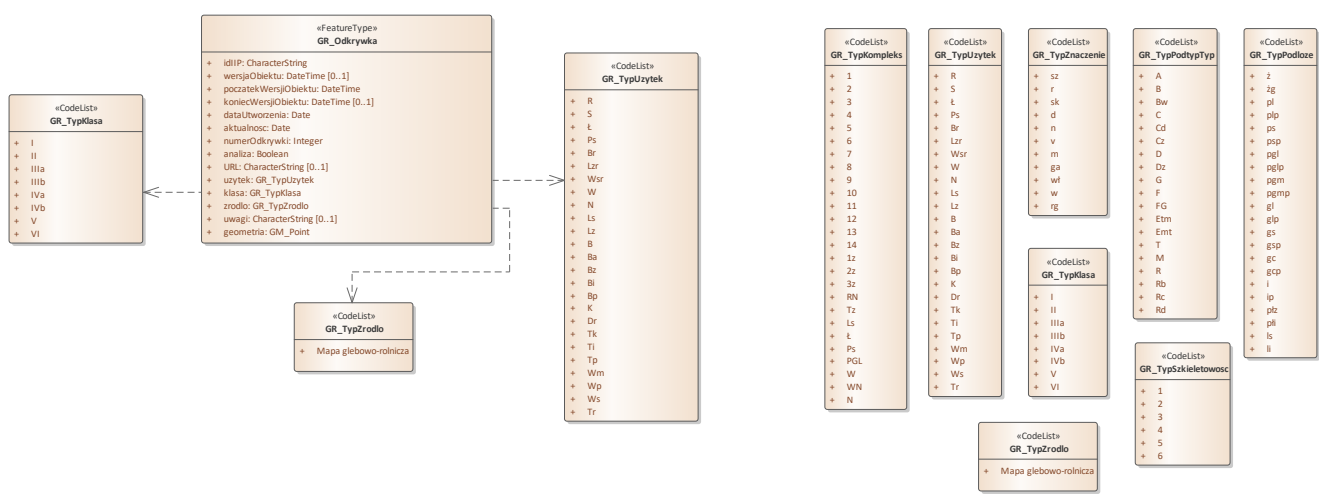 «CodeList»
GR_TypKlasa
+ I
+ II
+ IIIa
+ IIIb
+ IVa
+ IVb
+ V
+ VI
«FeatureType»
GR_Odkrywka
+ idIIP: CharacterString
+ wersjaObiektu: DateTime [0..1]
+ poczatekWersjiObiektu: DateTime
+ koniecWersjiObiektu: DateTime [0..1]
+ dataUtworzenia: Date
+ aktualnosc: Date
+ numerOdkrywki: Integer
+ analiza: Boolean
+ URL: CharacterString [0..1]
+ uzytek: GR_TypUzytek
+ klasa: GR_TypKlasa
+ zrodlo: GR_TypZrodlo
+ uwagi: CharacterString [0..1]
+ geometria: GM_Point
«CodeList»
GR_TypZrodlo
+ Mapa glebowo-rolnicza
«CodeList»
GR_TypUzytek
+ R
+ S
+ Ł
+ Ps
+ Br
+ Lzr
+ Wsr
+ W
+ N
+ Ls
+ Lz
+ B
+ Ba
+ Bz
+ Bi
+ Bp
+ K
+ Dr
+ Tk
+ Ti
+ Tp
+ Wm
+ Wp
+ Ws
+ Tr
«CodeList»
GR_TypKompleks
+ 1
+ 2
+ 3
+ 4
+ 5
+ 6
+ 7
+ 8
+ 9
+ 10
+ 11
+ 12
+ 13
+ 14
+ 1z
+ 2z
+ 3z
+ RN
+ Tz
+ Ls
+ Ł
+ Ps
+ PGL
+ W
+ WN
+ N
«CodeList»
GR_TypUzytek
+ R
+ S
+ Ł
+ Ps
+ Br
+ Lzr
+ Wsr
+ W
+ N
+ Ls
+ Lz
+ B
+ Ba
+ Bz
+ Bi
+ Bp
+ K
+ Dr
+ Tk
+ Ti
+ Tp
+ Wm
+ Wp
+ Ws
+ Tr
«CodeList»
GR_TypZnaczenie
+ sz
+ r
+ sk
+ d
+ n
+ v
+ m
+ ga
+ wł
+ w
+ rg
«CodeList»
GR_TypKlasa
+ I
+ II
+ IIIa
+ IIIb
+ IVa
+ IVb
+ V
+ VI
«CodeList»
GR_TypZrodlo
+ Mapa glebowo-rolnicza
«CodeList»
GR_TypPodtypTyp
+ A
+ B
+ Bw
+ C
+ Cd
+ Cz
+ D
+ Dz
+ G
+ F
+ FG
+ Etm
+ Emt
+ T
+ M
+ R
+ Rb
+ Rc
+ Rd
«CodeList»
GR_TypSzkieletowosc
+ 1
+ 2
+ 3
+ 4
+ 5
+ 6
«CodeList»
GR_TypPodloze
+ ż
+ żg
+ pl
+ plp
+ ps
+ psp
+ pgl
+ pglp
+ pgm
+ pgmp
+ gl
+ glp
+ gs
+ gsp
+ gc
+ gcp
+ i
+ ip
+ płz
+ płi
+ ls
+ li